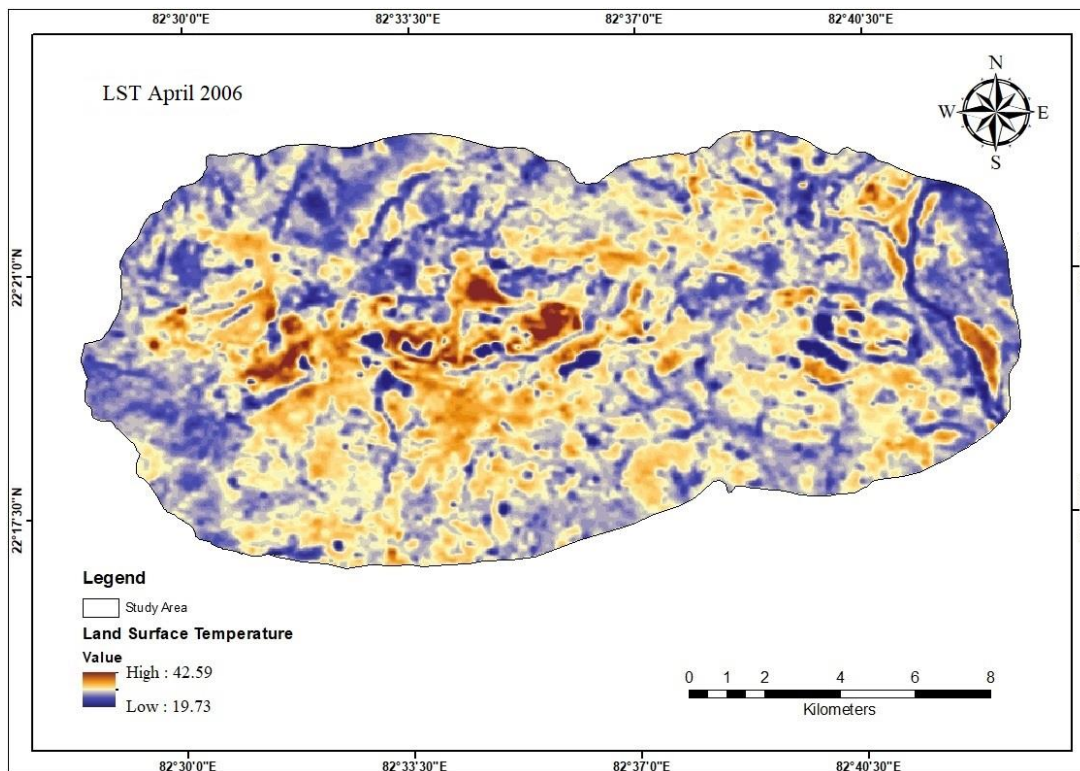 82°30'0"E 82°33'30"E 82°37'0"E 82°40'30"E
LST April 2006
N
W E
S
22°21'0"N
22°17'30"N
Legend
Study Area
Land Surface Temperature
Value
High : 42.59
Low : 19.73
0 1 2 4 6 8
Kilometers
82°30'0"E 82°33'30"E 82°37'0"E 82°40'30"E